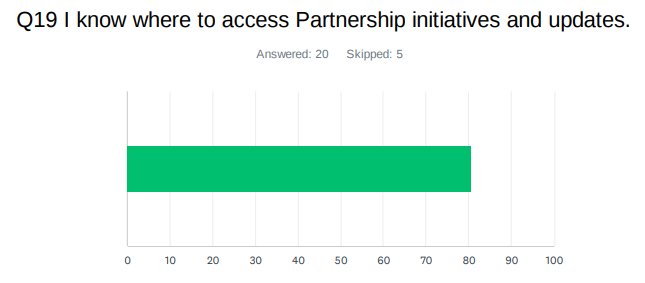 Q19 I know where to access Partnership initiatives and updates.
Answered: 20 Skipped: 5
0 10 20 30 40 50 60 70 80 90 100